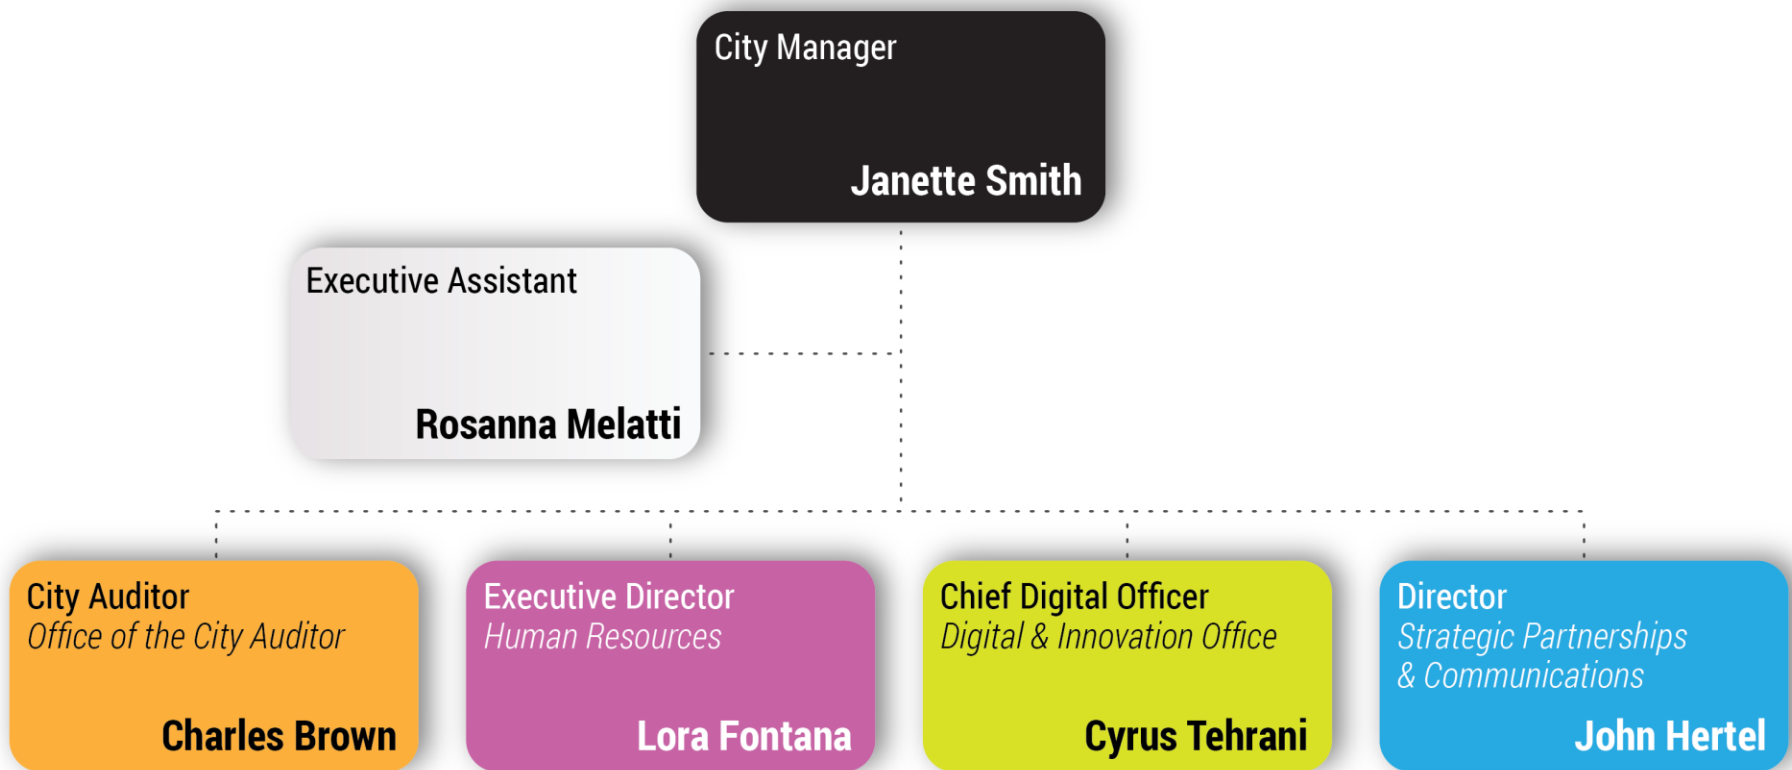 City Manager
Janette Smith
Executive Assistant
Rosanna Melatti
City Auditor
Office of the City Auditor
Charles Brown
Executive Director
Human Resources
Lora Fontana
Chief Digital Officer
Digital & Innovation Office
Cyrus Tehrani
Director
Strategic Partnerships
& Communications
John Hertel